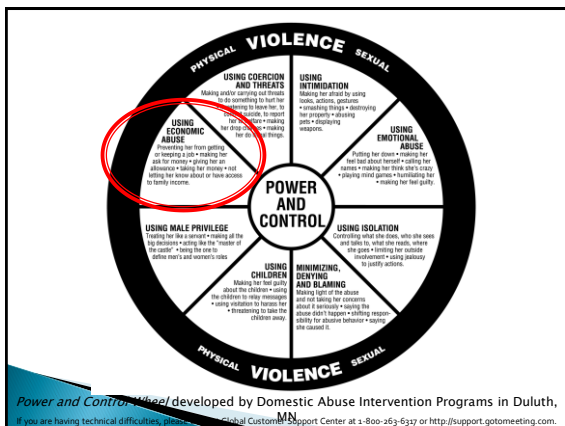 PHYSICAL VIOLENCE SEXUAL
USING COERCION
AND THREATS
Making and/or carrying out threats
to do something to hurt her
to leave her, to
suicide, to report
her welfare • making
her drop • making
her do things.
USING
INTIMIDATION
Making her afraid by using
looks, actions, gestures
• smashing things • destroying
her property • abusing
pets • displaying
weapons.
USING
ECONOMIC
ABUSE
Preventing her from getting
or keeping a job • making her
ask for money • giving her an
allowance • taking her money • not
letting her know about or have access
to family income.
USING
EMOTIONAL
ABUSE
Putting her down • making her
feel bad about herself • calling her
names • making her think she's crazy
• playing mind games • humiliating her
• making her feel guilty.
POWER
AND
CONTROL
USING MALE PRIVILEGE
Treating her like a servant • making all the
big decisions • acting like the "master of
the castle" • being the one to
define men's and women's roles
USING ISOLATION
Controlling what she does, who she sees
and talks to, what she reads, where
she goes • limiting her outside
involvement • using jealousy
to justify actions.
USING
CHILDREN
Making her feel guilty
about the children • using
the children to relay messages
• using visitation to harass her
• threatening to take the
children away.
MINIMIZING,
DENYING
AND BLAMING
Making light of the abuse
and not taking her concerns
about it seriously • saying the
abuse didn't happen • shifting respon-
sibility for abusive behavior • saying
she caused it.
PHYSICAL VIOLENCE SEXUAL
Power and Control Wheel developed by Domestic Abuse Intervention Programs in Duluth,
MN
If you are having technical difficulties, please Global Customer Support Center at 1-800-263-6317 or http://support.gotomeeting.com.